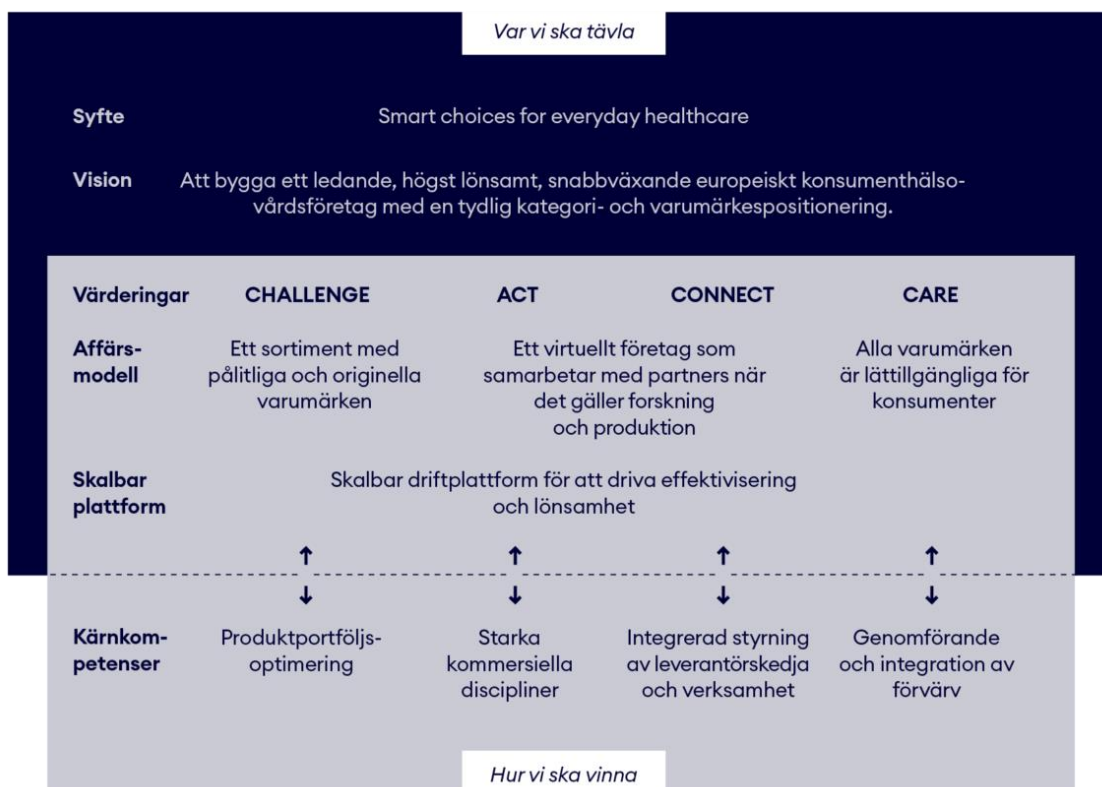 Var vi ska tävla
Syfte
Smart choices for everyday healthcare
Vision
Att bygga ett ledande, högst lönsamt, snabbväxande europeiskt konsumenthälso-
vårdsföretag med en tydlig kategori- och varumärkespositionering.
Värderingar
CHALLENGE
ACT
CONNECT
CARE
Affärs-
modell
Ett sortiment med
pålitliga och originella
varumärken
Ett virtuellt företag som
samarbetar med partners när
det gäller forskning
och produktion
Alla varumärken
är lättillgängliga för
konsumenter
Skalbar
plattform
Skalbar driftplattform för att driva effektivisering
och lönsamhet
Kärnkom-
petenser
Produktportföljs-
optimering
Starka
kommersiella
discipliner
Integrerad styrning
av leverantörskedja
och verksamhet
Genomförande
och integration av
förvärv
Hur vi ska vinna